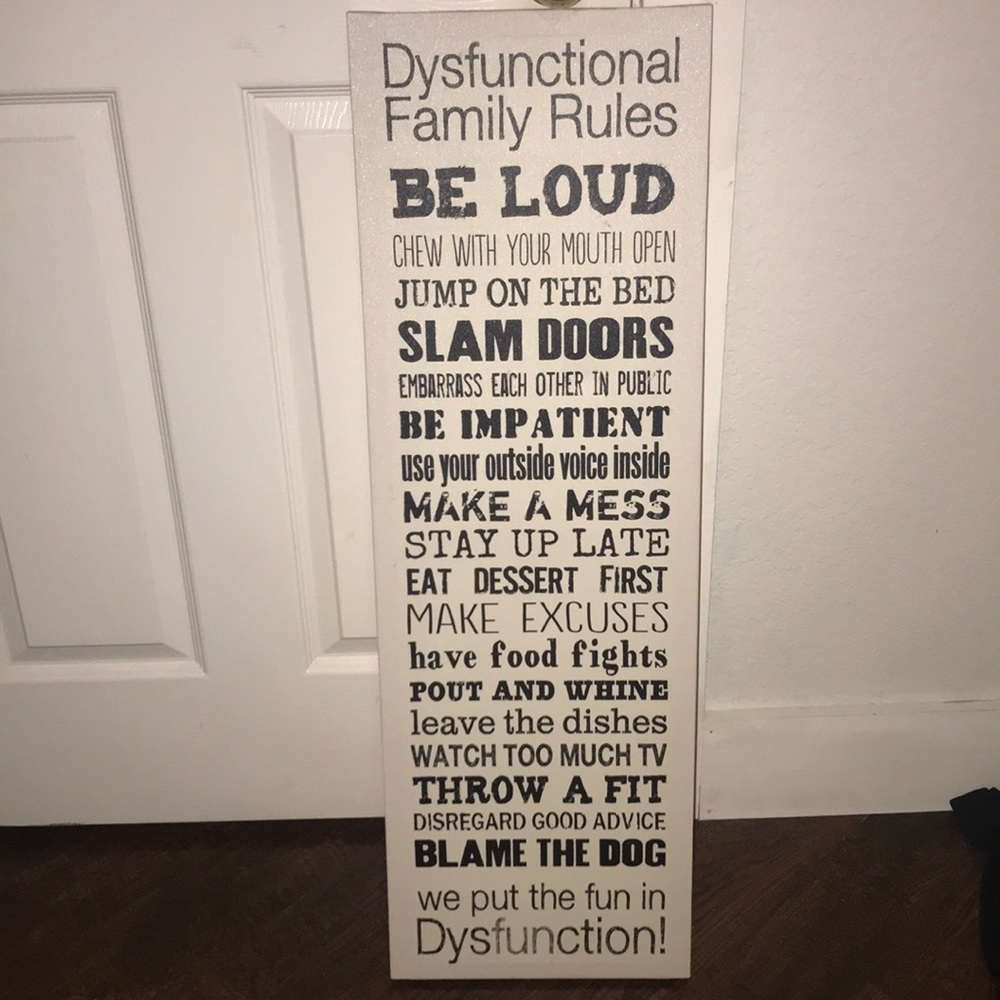 Dysfunctional
Family Rules
BE LOUD
CHEW WITH YOUR MOUTH OPEN
JUMP ON THE BED
SLAM DOORS
EMBARRASS EACH OTHER IN PUBLIC
BE IMPATIENT
use your outside voice inside
MAKE A MESS
STAY UP LATE
EAT DESSERT FIRST
MAKE EXCUSES
have food fights
POUT AND WHINE
leave the dishes
WATCH TOO MUCH TV
THROW A FIT
DISREGARD GOOD ADVICE
BLAME THE DOG
we put the fun in
Dysfunction!